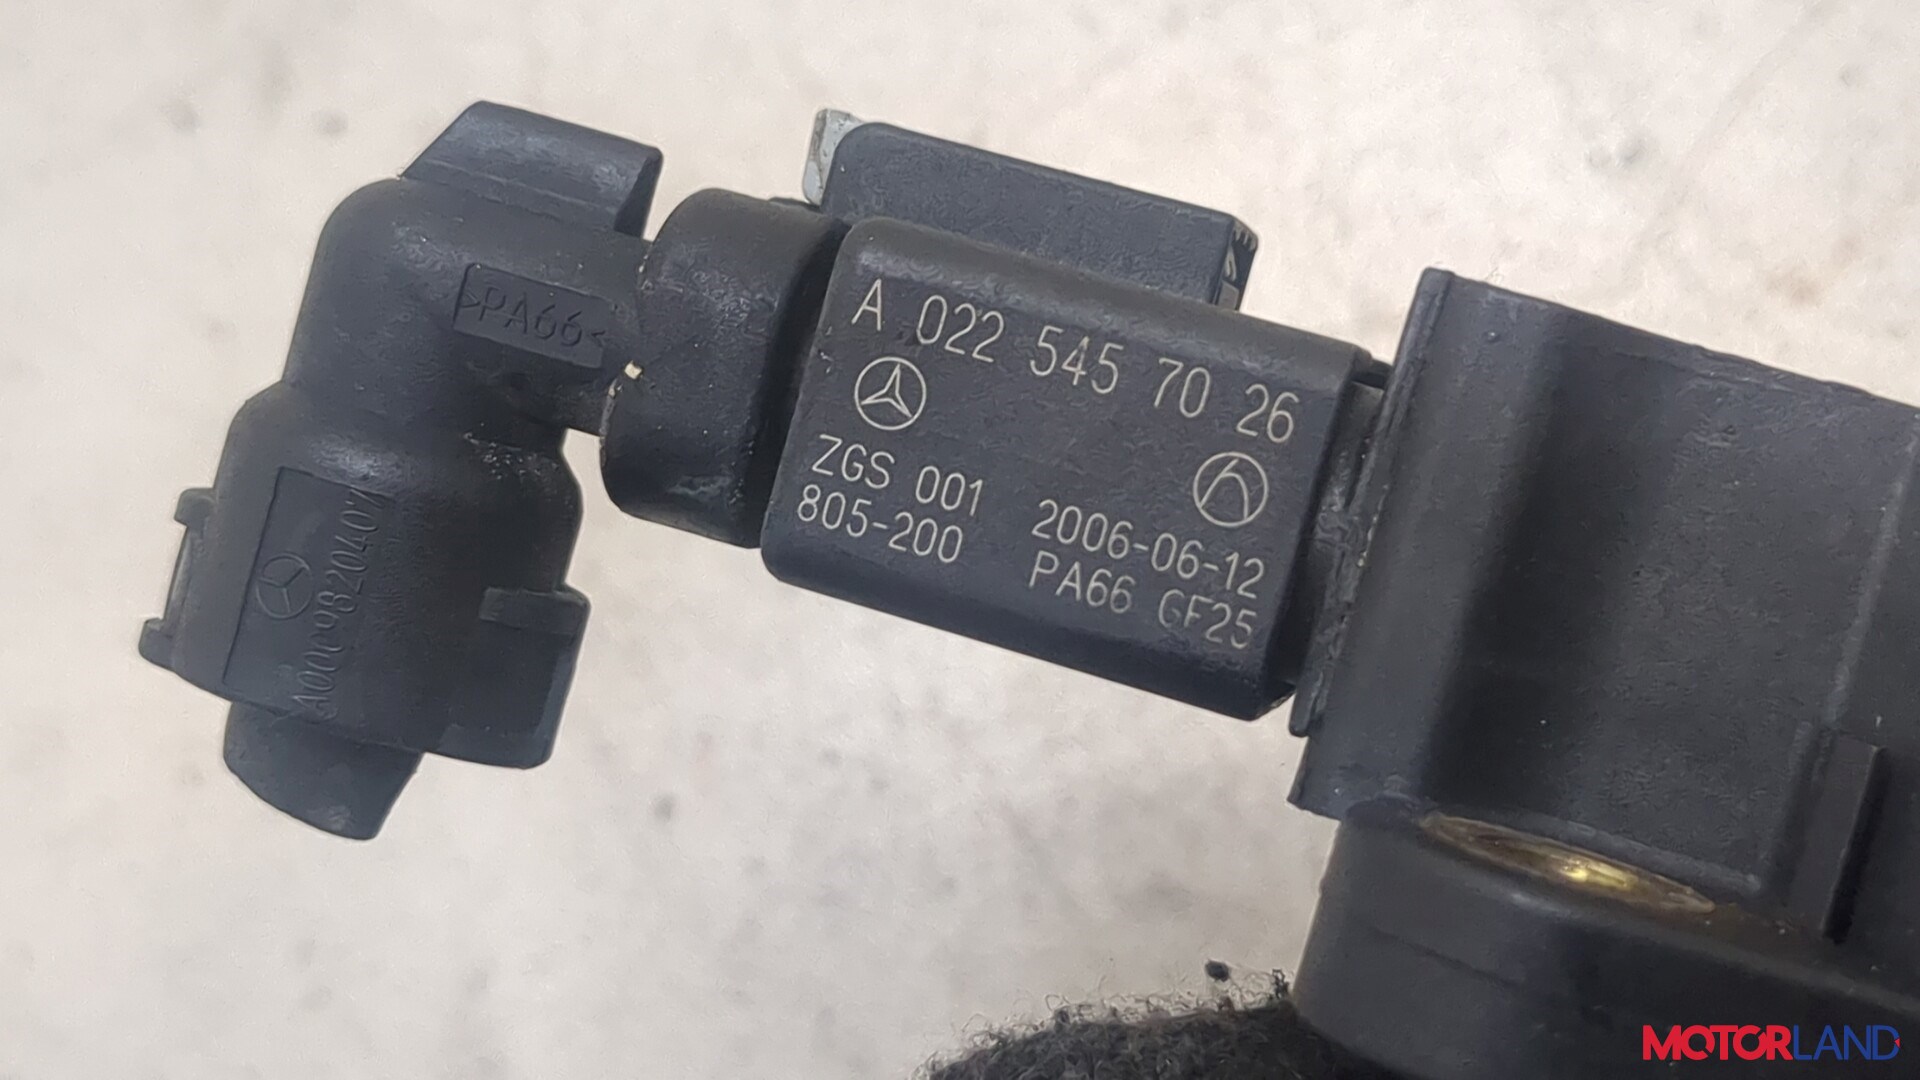 >PA66<
A 022 545 70 26
ZGS 001
805-200
2006-06-12
PA66 GF25
MOTORLAND